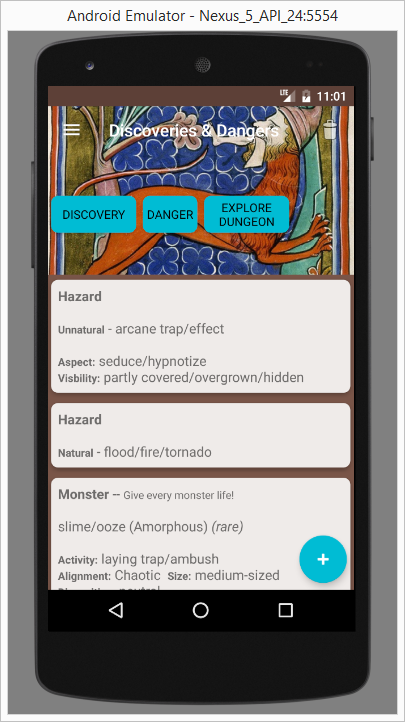 Android Emulator - Nexus_5_API_24:5554
LTE 11:01
Discoveries & Dangers
DISCOVERY DANGER EXPLORE
DUNGEON
Hazard
Unnatural - arcane trap/effect
Aspect: seduce/hypnotize
Visbility: partly covered/overgrown/hidden
Hazard
Natural - flood/fire/tornado
Monster -- Give every monster life!
slime/ooze (Amorphous) (rare)
Activity: laying trap/ambush
Alignment: Chaotic Size: medium-sized
neutral